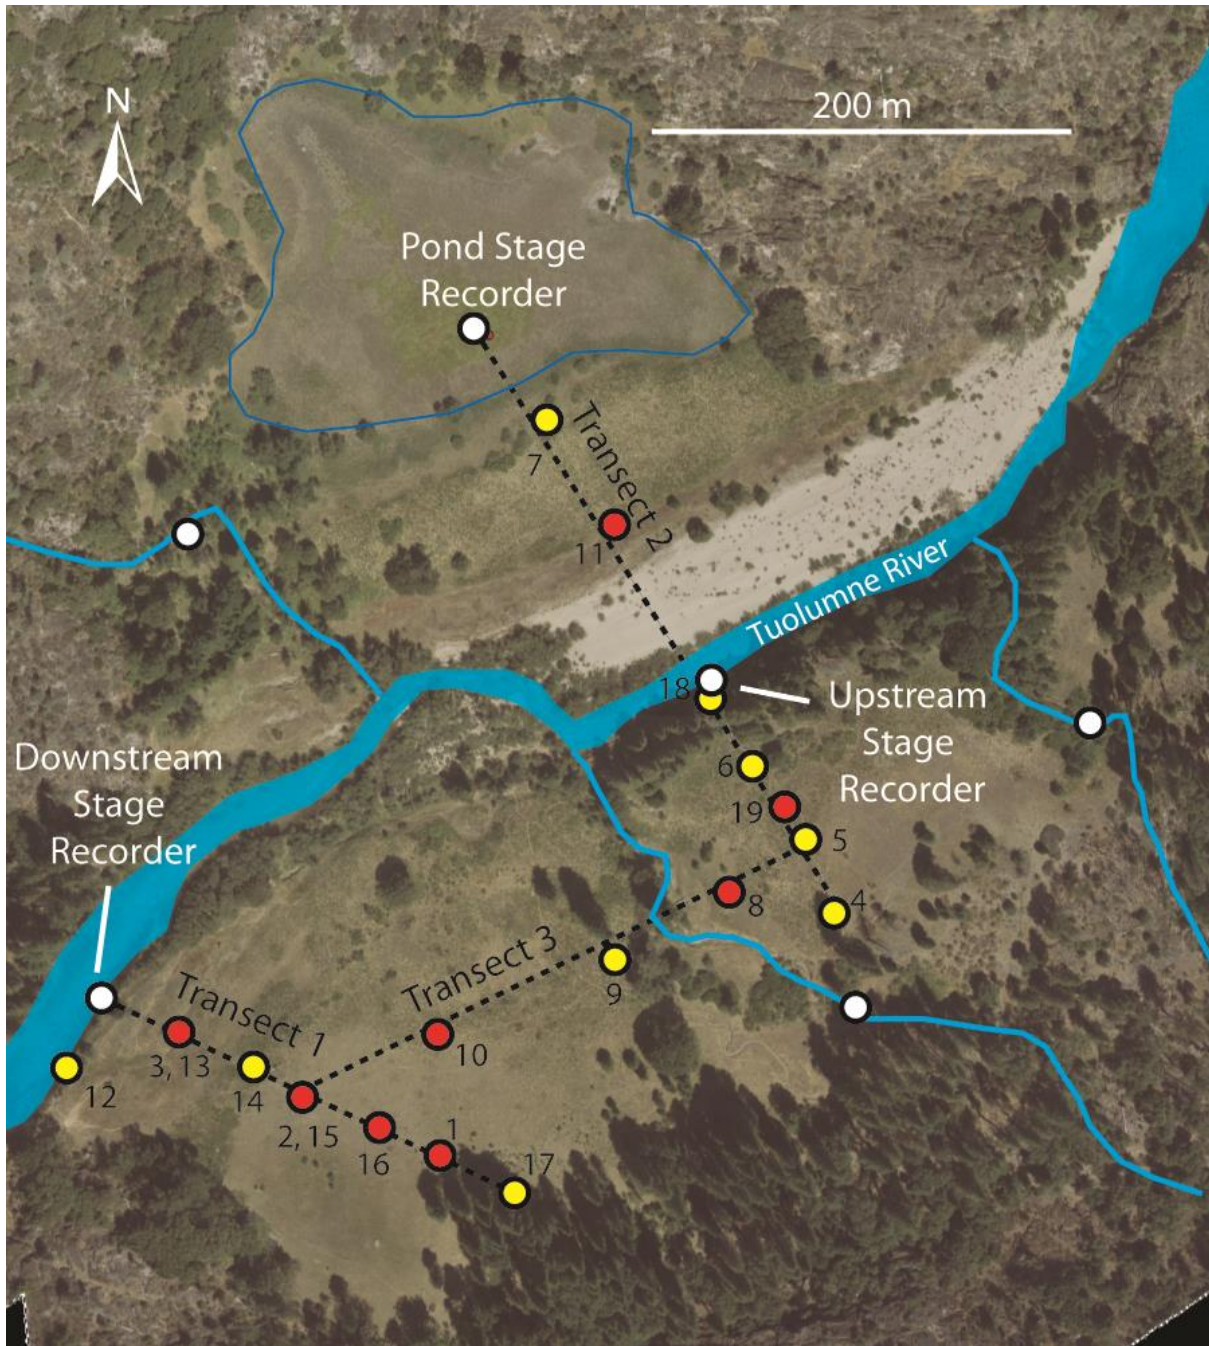 N
200 m
Pond Stage
Recorder
Transect 2
7
11
Tuolumne River
18
Upstream
Stage
Recorder
6
19
5
8
4
Downstream
Stage
Recorder
Transect 3
9
Transect 1
10
3, 13
14
12
2, 15
16
1
17